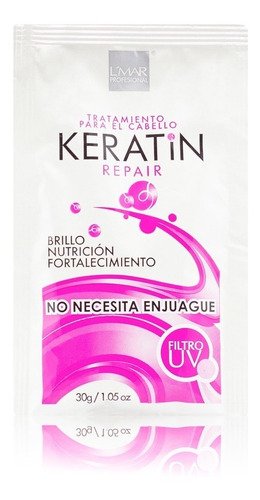 L'MAR
PROFESIONAL
TRATAMIENTO
PARA EL CABELLO
KERATiN
REPAIR
BRILLO
NUTRICIÓN
FORTALECIMIENTO
NO NECESITA ENJUAGUE
FILTRO
UV
30g / 1.05 oz